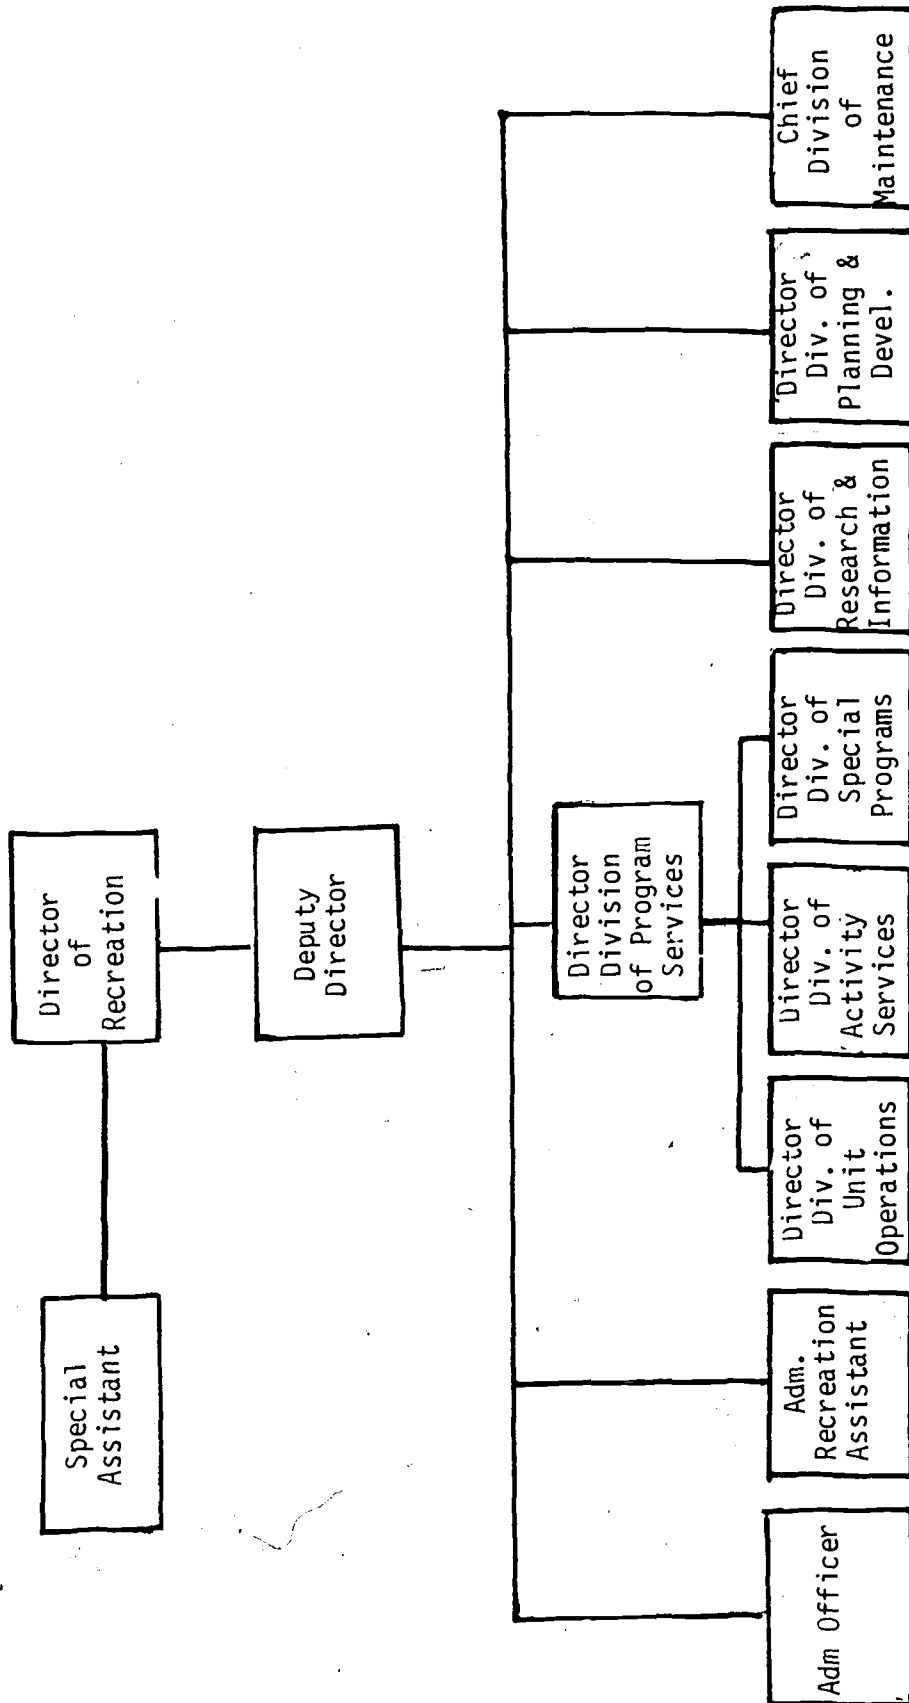 Director
of
Recreation
Special
Assistant
Deputy
Director
Director
Division
of Program
Services
Adm Officer
Adm.
Recreation
Assistant
Director
Div. of
Unit
Operations
Director
Div. of
Activity
Services
Director
Div. of
Special
Programs
Director
Div. of
Research &
Information
Director
Div. of
Planning &
Devel.
Chief
Division
of
Maintenance